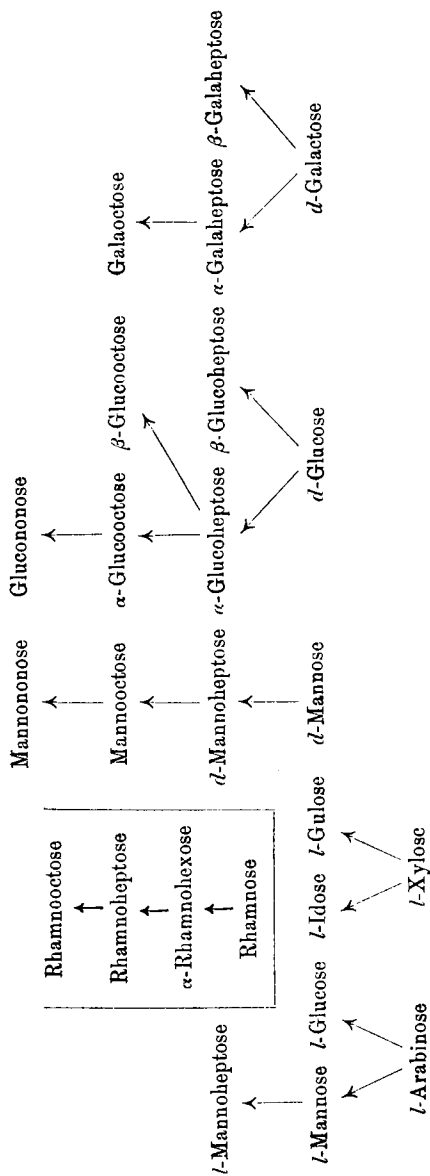 Mannononose Glucononose
Rhamnooctose
Rhamnoheptose Mannooctose α-Glucooctose β-Glucooctose Galaoctose
α-Rhamnohexose
l-Mannoheptose d-Mannoheptose α-Glucoheptose β-Glucoheptose α-Galaheptose β-Galaheptose
Rhamnose
l-Mannose l-Glucose l-Idose l-Gulose d-Mannose d-Glucose d-Galactose
l-Arabinose l-Xylose